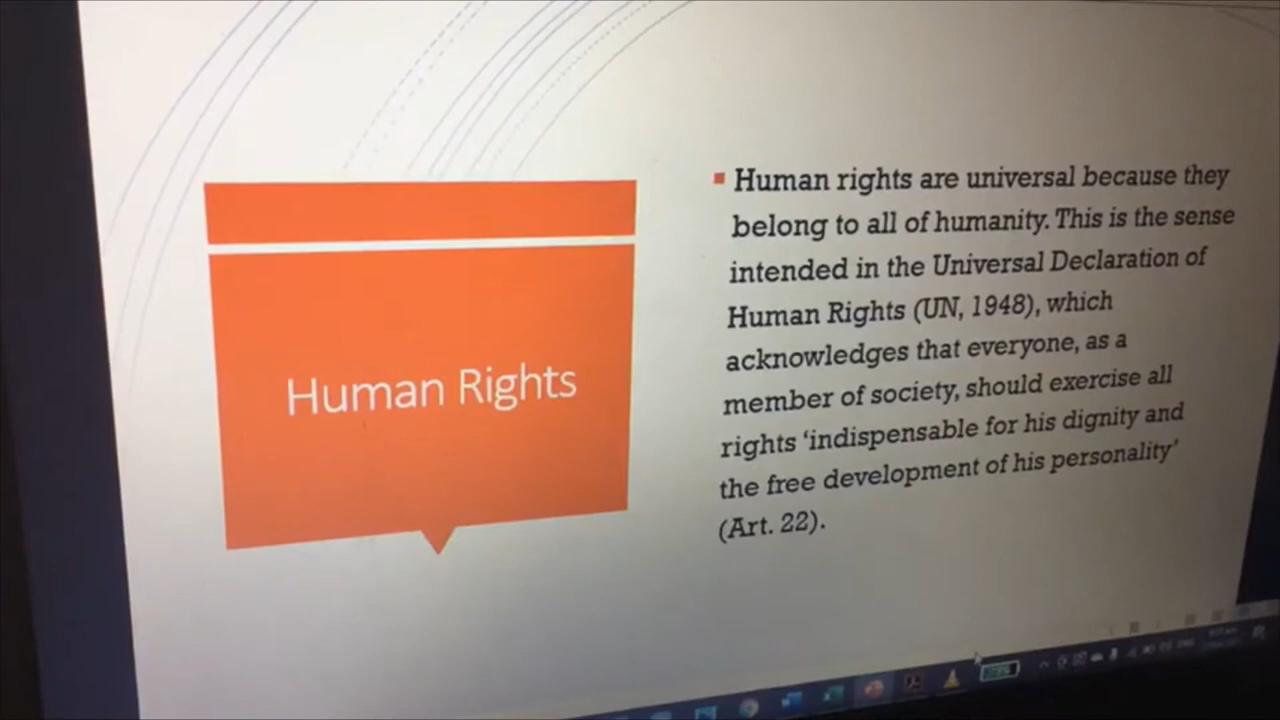 Human Rights
Human rights are universal because they
belong to all of humanity. This is the sense
intended in the Universal Declaration of
Human Rights (UN, 1948), which
acknowledges that everyone, as a
member of society, should exercise all
rights ‘indispensable for his dignity and
the free development of his personality’
(Art. 22).